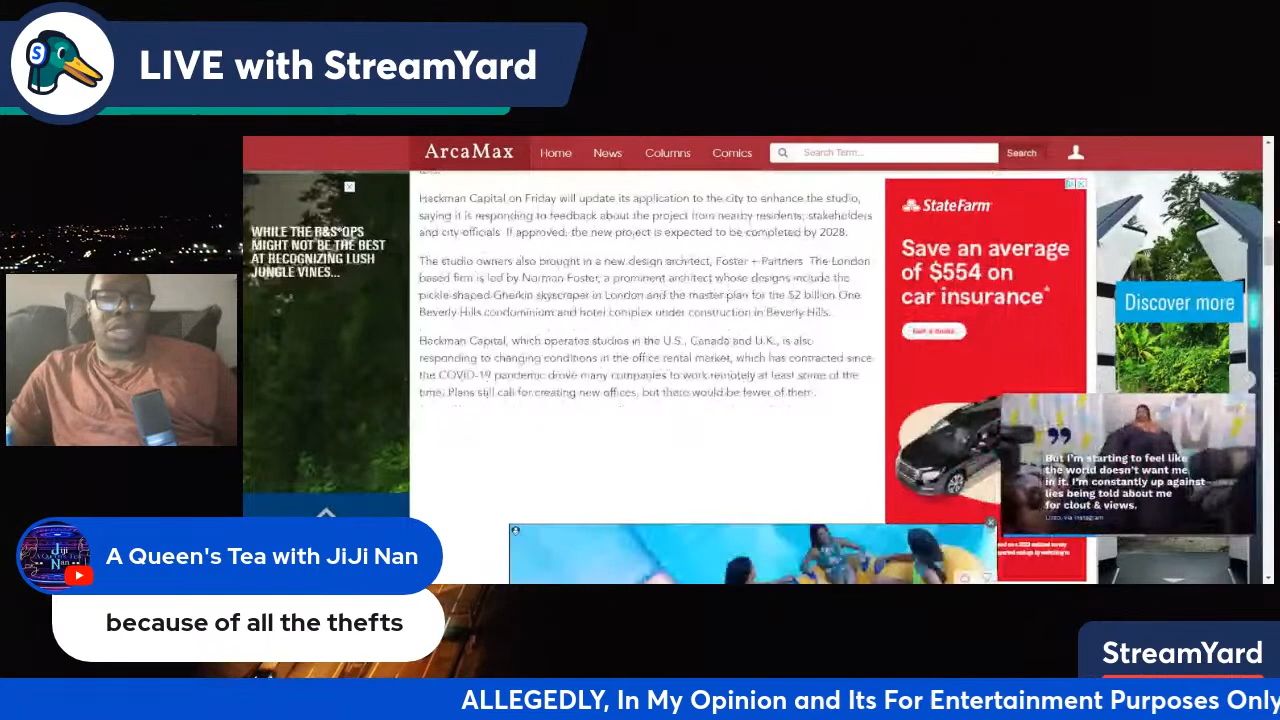 LIVE with StreamYard
ArcaMax
Home News Columns Comics
Search Term...
Search
Hackman Capital on Friday will update its application to the city to enhance the studio,
saying it is responding to feedback about the project from nearby residents, stakeholders
and city officials. If approved, the new project is expected to be completed by 2028.
The studio owners also brought in a new design architect, Foster + Partners. The London
based firm is led by Norman Foster, a prominent architect whose designs include the
pickle-shaped Gherkin skyscraper in London and the master plan for the $2 billion One
Beverly Hills condominium and hotel complex under construction in Beverly Hills.
Hackman Capital, which operates studios in the U.S., Canada and U.K., is also
responding to changing conditions in the office rental market, which has contracted since
the COVID-19 pandemic drove many companies to work remotely at least some of the
time. Plans still call for creating new offices, but there would be fewer of them.
WHILE THE R&S*OPS
MIGHT NOT BE THE BEST
AT RECOGNIZING LUSH
JUNGLE VINES...
StateFarm
Save an average
of $554 on
car insurance*
Discover more
But I'm starting to feel like
the world doesn't want me
in it. I'm constantly up against
lies being told about me
for clout & views.
Lizzo, via Instagram
A Queen's Tea with JiJi Nan
because of all the thefts
StreamYard
ALLEGEDLY, In My Opinion and Its For Entertainment Purposes Only